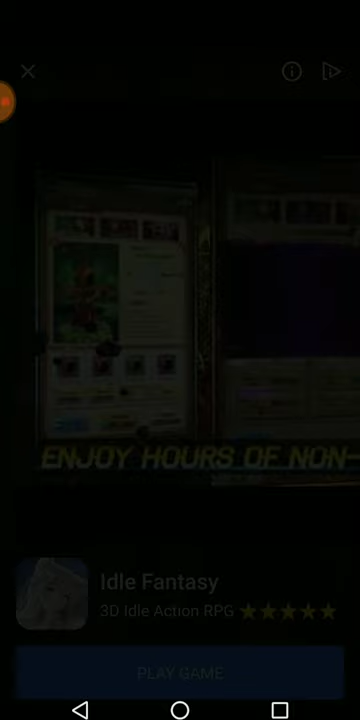 ENJOY HOURS OF NON-
Idle Fantasy
3D Idle Action RPG
PLAY GAME